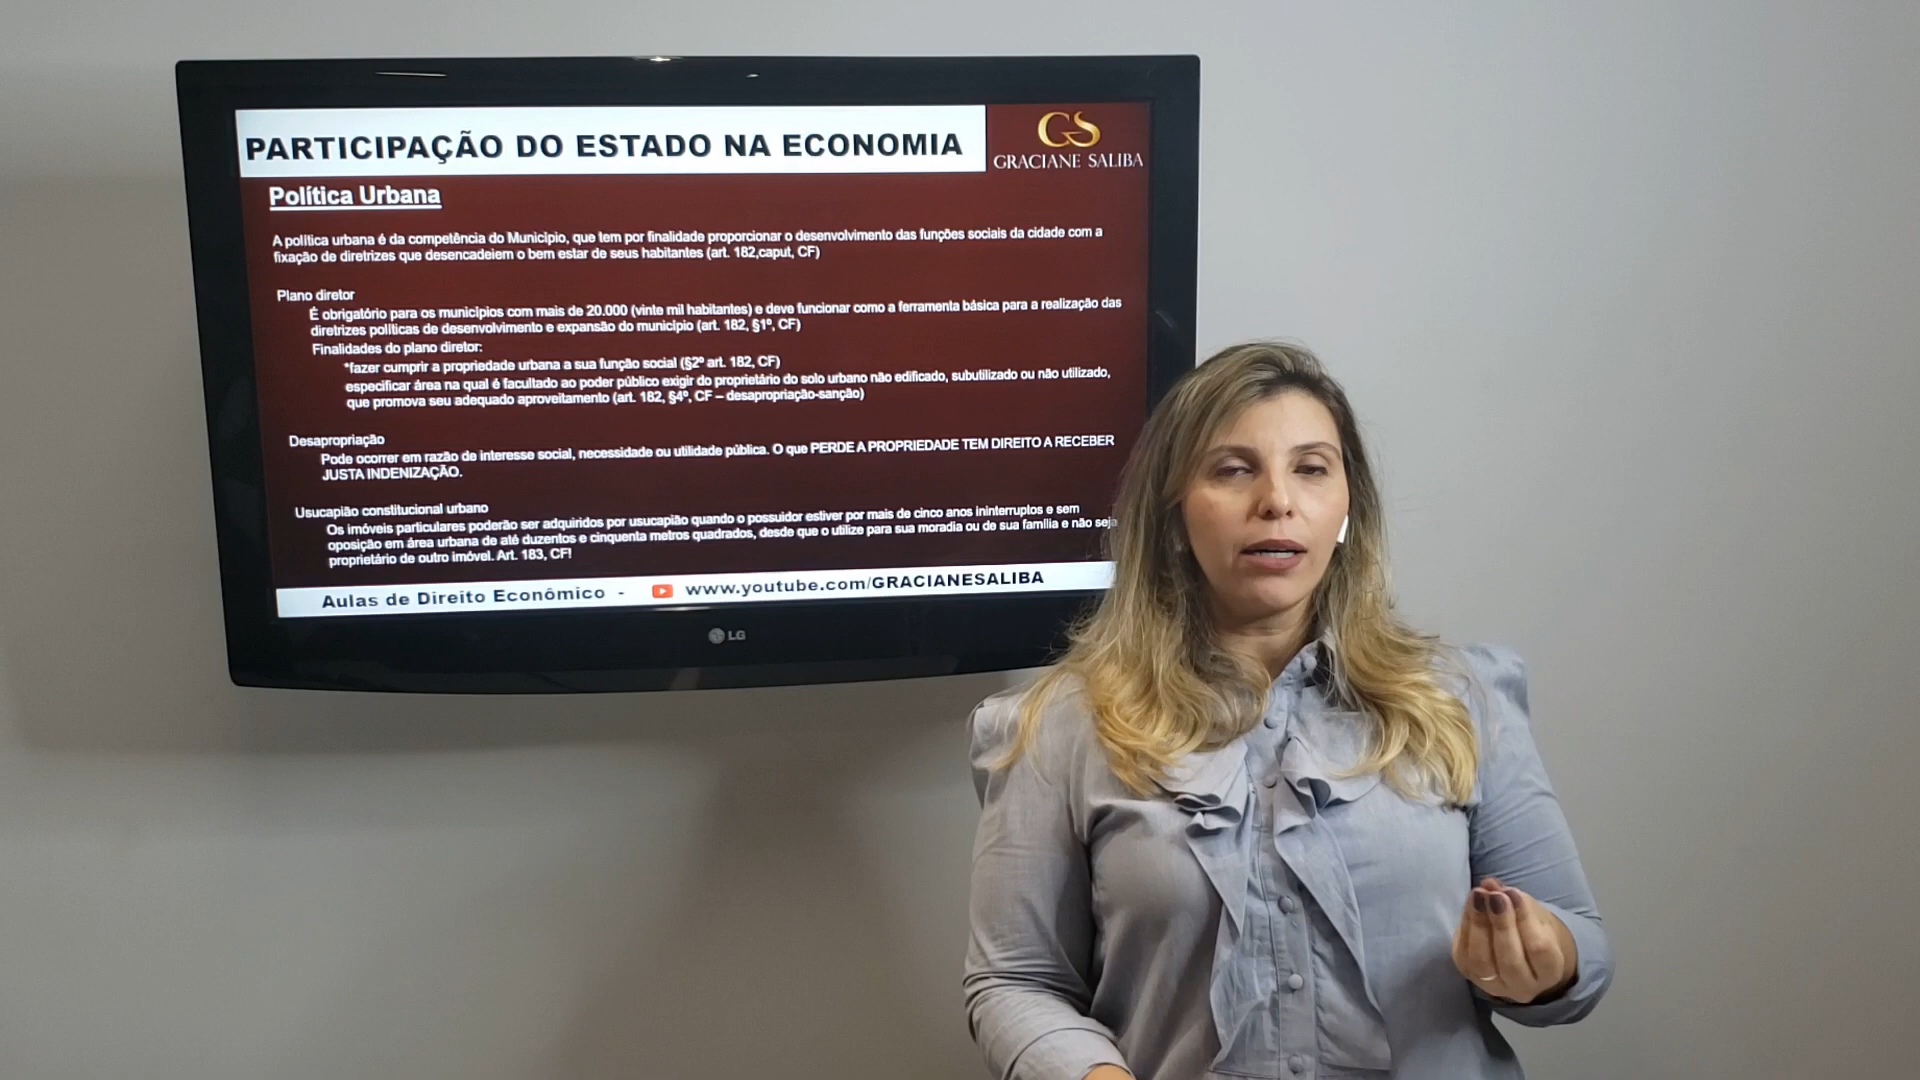 PARTICIPAÇÃO DO ESTADO NA ECONOMIA
GS
GRACIANE SALIBA
Política Urbana
A política urbana é da competência do Município, que tem por finalidade proporcionar o desenvolvimento das funções sociais da cidade com a
fixação de diretrizes que desencadeiem o bem estar de seus habitantes (art. 182,caput, CF)
Plano diretor
É obrigatório para os municípios com mais de 20.000 (vinte mil habitantes) e deve funcionar como a ferramenta básica para a realização das
diretrizes políticas de desenvolvimento e expansão do município (art. 182, §1º, CF)
Finalidades do plano diretor:
*fazer cumprir a propriedade urbana a sua função social (§2º art. 182, CF)
especificar área na qual é facultado ao poder público exigir do proprietário do solo urbano não edificado, subutilizado ou não utilizado,
que promova seu adequado aproveitamento (art. 182, §4º, CF – desapropriação-sanção)
Desapropriação
Pode ocorrer em razão de interesse social, necessidade ou utilidade pública. O que PERDE A PROPRIEDADE TEM DIREITO A RECEBER
JUSTA INDENIZAÇÃO.
Usucapião constitucional urbano
Os imóveis particulares poderão ser adquiridos por usucapião quando o possuidor estiver por mais de cinco anos ininterruptos e sem
oposição em área urbana de até duzentos e cinquenta metros quadrados, desde que o utilize para sua moradia ou de sua família e não seja
proprietário de outro imóvel. Art. 183, CF!
Aulas de Direito Econômico - www.youtube.com/GRACIANESALIBA
LG